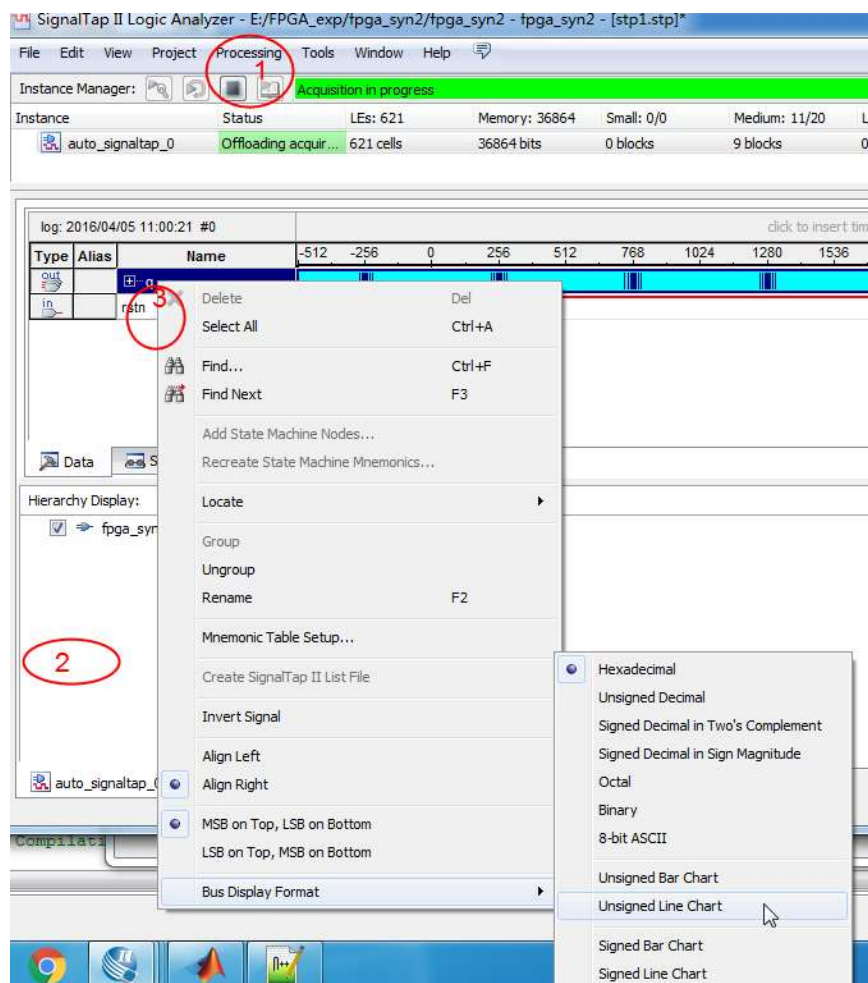 SignalTap II Logic Analyzer - E:/FPGA_exp/fpga_syn2/fpga_syn2 - fpga_syn2 - [stp1.stp]*
File Edit View Project Processing Tools Window Help
1
Instance Manager: Acquisition in progress
Instance Status LEs: 621 Memory: 36864 Small: 0/0 Medium: 11/20 L
auto_signaltap_0 Offloading acquir... 621 cells 36864 bits 0 blocks 9 blocks 0
log: 2016/04/05 11:00:21 #0 click to insert tim
Type Alias Name -512 -256 0 256 512 768 1024 1280 1536
out q
in rstn
3
Delete Del
Select All Ctrl+A
Find... Ctrl+F
Find Next F3
Add State Machine Nodes...
Data S
Recreate State Machine Mnemonics...
Hierarchy Display:
Locate
fpga_syn
Group
Ungroup
Rename F2
Mnemonic Table Setup...
2
Create SignalTap II List File
Invert Signal
Align Left
auto_signaltap_
Align Right
MSB on Top, LSB on Bottom
Compilati
LSB on Top, MSB on Bottom
Bus Display Format
Hexadecimal
Unsigned Decimal
Signed Decimal in Two's Complement
Signed Decimal in Sign Magnitude
Octal
Binary
8-bit ASCII
Unsigned Bar Chart
Unsigned Line Chart
Signed Bar Chart
Signed Line Chart